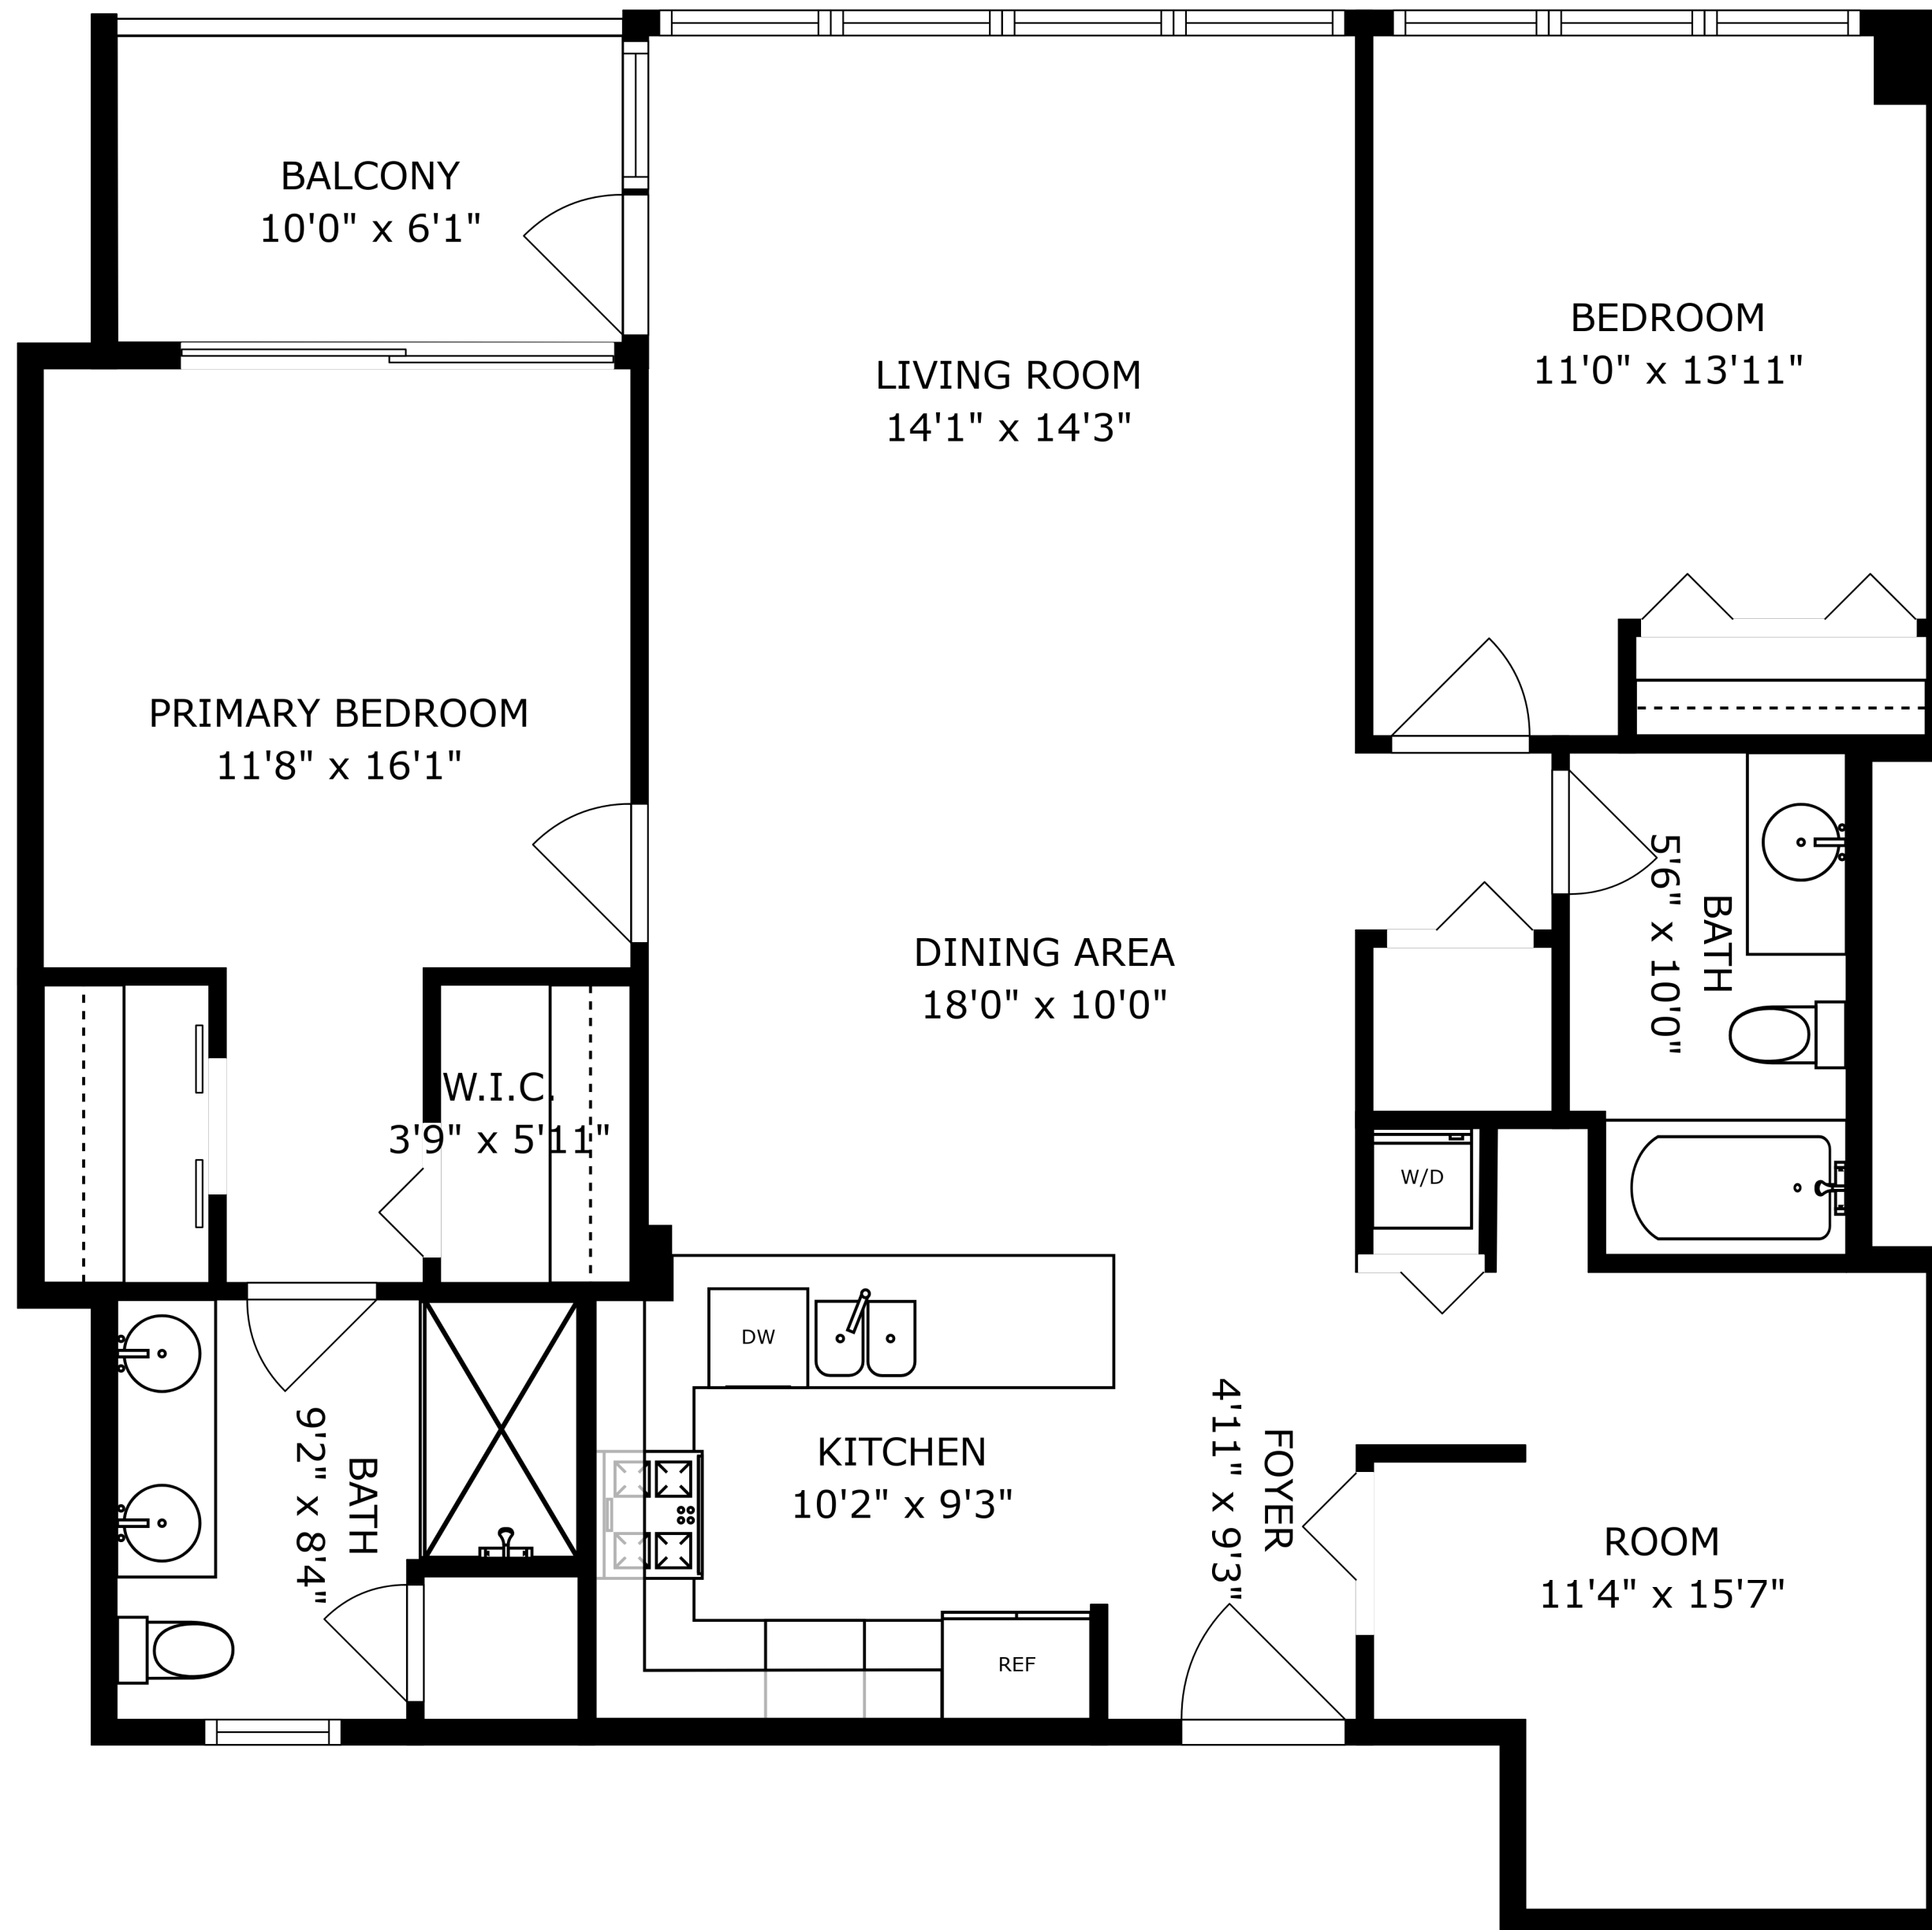 BALCONY
10'0" x 6'1"
BEDROOM
11'0" x 13'11"
LIVING ROOM
14'1" x 14'3"
PRIMARY BEDROOM
11'8" x 16'1"
BATH
5'6" x 10'0"
DINING AREA
18'0" x 10'0"
W.I.C.
3'9" x 5'11"
W/D
DW
BATH
9'2" x 8'4"
KITCHEN
10'2" x 9'3"
FOYER
4'11" x 9'3"
ROOM
11'4" x 15'7"
REF